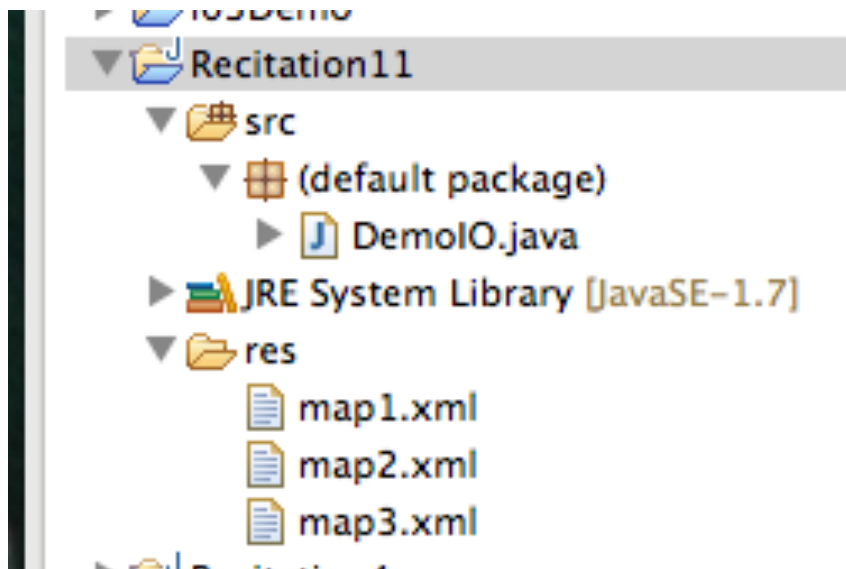 Recitation11
src
(default package)
DemoIO.java
JRE System Library [JavaSE-1.7]
res
map1.xml
map2.xml
map3.xml